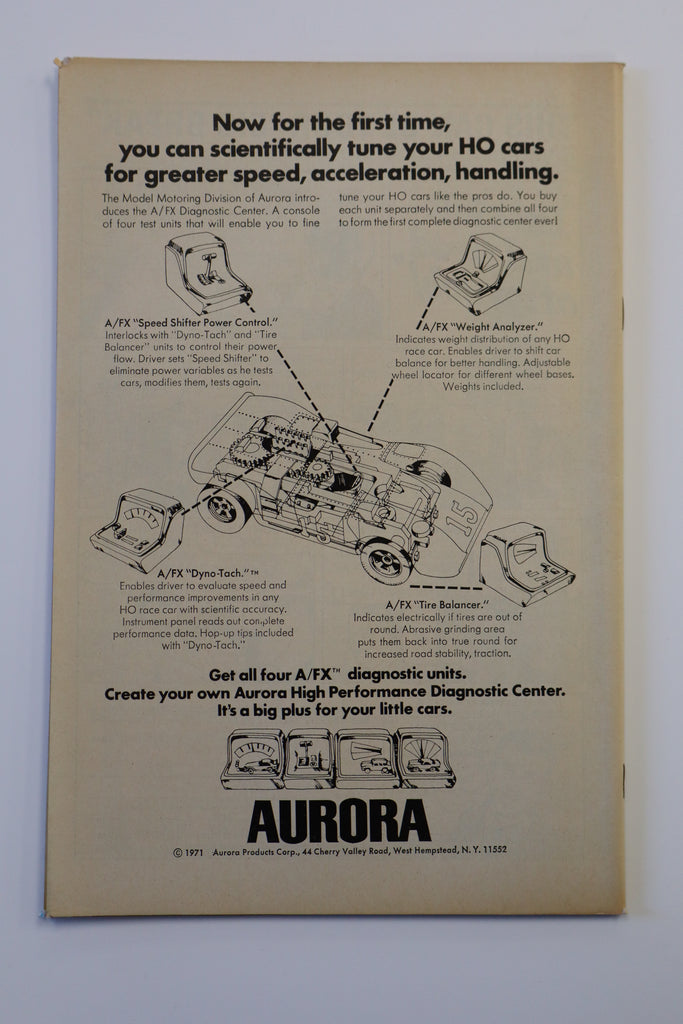 Now for the first time,
you can scientifically tune your HO cars
for greater speed, acceleration, handling.
The Model Motoring Division of Aurora intro-
duces the A/FX Diagnostic Center. A console
of four test units that will enable you to fine
tune your HO cars like the pros do. You buy
each unit separately and then combine all four
to form the first complete diagnostic center ever!
A/FX "Speed Shifter Power Control."
Interlocks with "Dyno-Tach" and "Tire
Balancer" units to control their power
flow. Driver sets "Speed Shifter" to
eliminate power variables as he tests
cars, modifies them, tests again.
A/FX "Weight Analyzer."
Indicates weight distribution of any HO
race car. Enables driver to shift car
balance for better handling. Adjustable
wheel locator for different wheel bases.
Weights included.
15
A/FX "Dyno-Tach."™
Enables driver to evaluate speed and
performance improvements in any
HO race car with scientific accuracy.
Instrument panel reads out complete
performance data. Hop-up tips included
with "Dyno-Tach."
A/FX "Tire Balancer."
Indicates electrically if tires are out of
round. Abrasive grinding area
puts them back into true round for
increased road stability, traction.
Get all four A/FX™ diagnostic units.
Create your own Aurora High Performance Diagnostic Center.
It's a big plus for your little cars.
AURORA
© 1971 Aurora Products Corp., 44 Cherry Valley Road, West Hempstead, N.Y. 11552